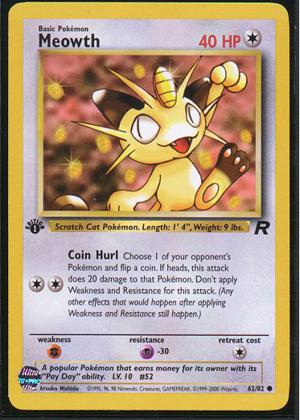 Basic Pokémon
Meowth 40 HP
EDITION
1
Scratch Cat Pokémon. Length: 1' 4", Weight: 9 lbs.
R
Coin Hurl Choose 1 of your opponent's
Pokémon and flip a coin. If heads, this attack
does 20 damage to that Pokémon. Don't apply
Weakness and Resistance for this attack. (Any
other effects that would happen after applying
Weakness and Resistance still happen.)
weakness resistance retreat cost
-30
A popular Pokémon that earns money for its owner with its
"Pay Day" ability. LV. 10 #52
Ultra
PRO
Atsuko Nishida ©1995, 96, 98 Nintendo, Creatures, GAMEFREAK. ©1999-2000 Wizards. 62/82